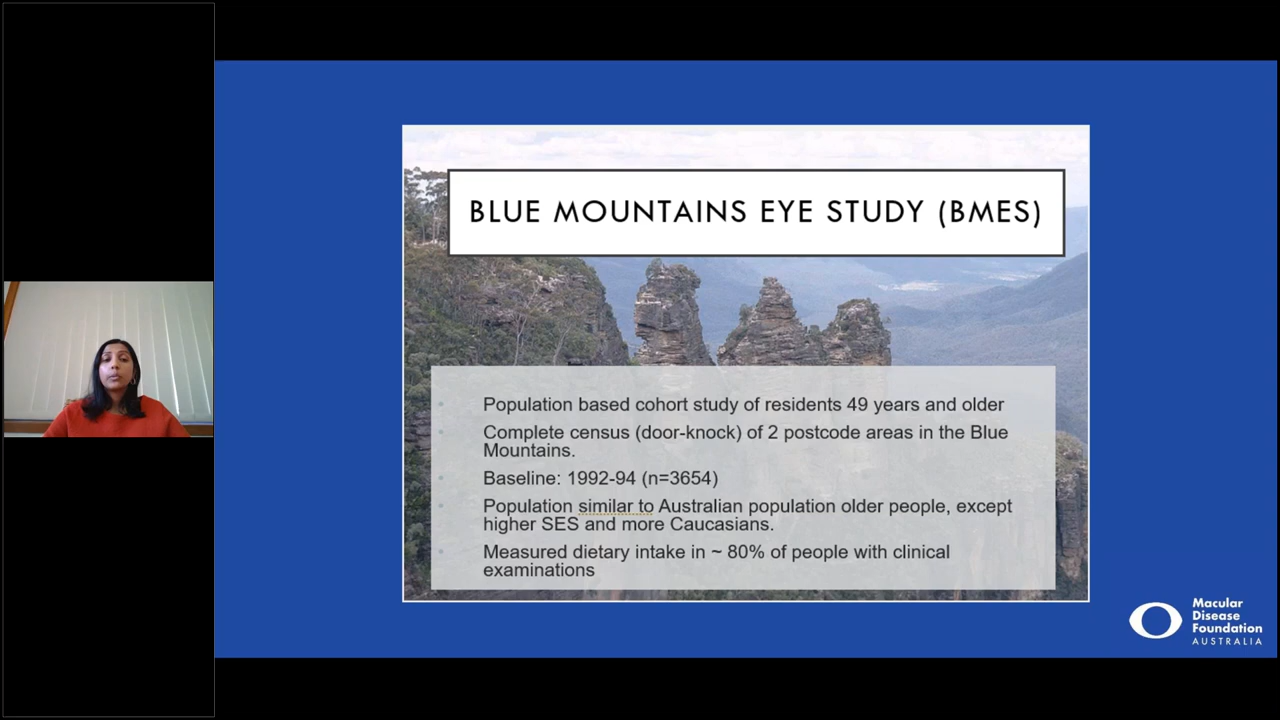 BLUE MOUNTAINS EYE STUDY (BMES)
Population based cohort study of residents 49 years and older
Complete census (door-knock) of 2 postcode areas in the Blue
Mountains.
Baseline: 1992-94 (n=3654)
Population similar to Australian population older people, except
higher SES and more Caucasians.
Measured dietary intake in ~ 80% of people with clinical
examinations
Macular
Disease
Foundation
AUSTRALIA